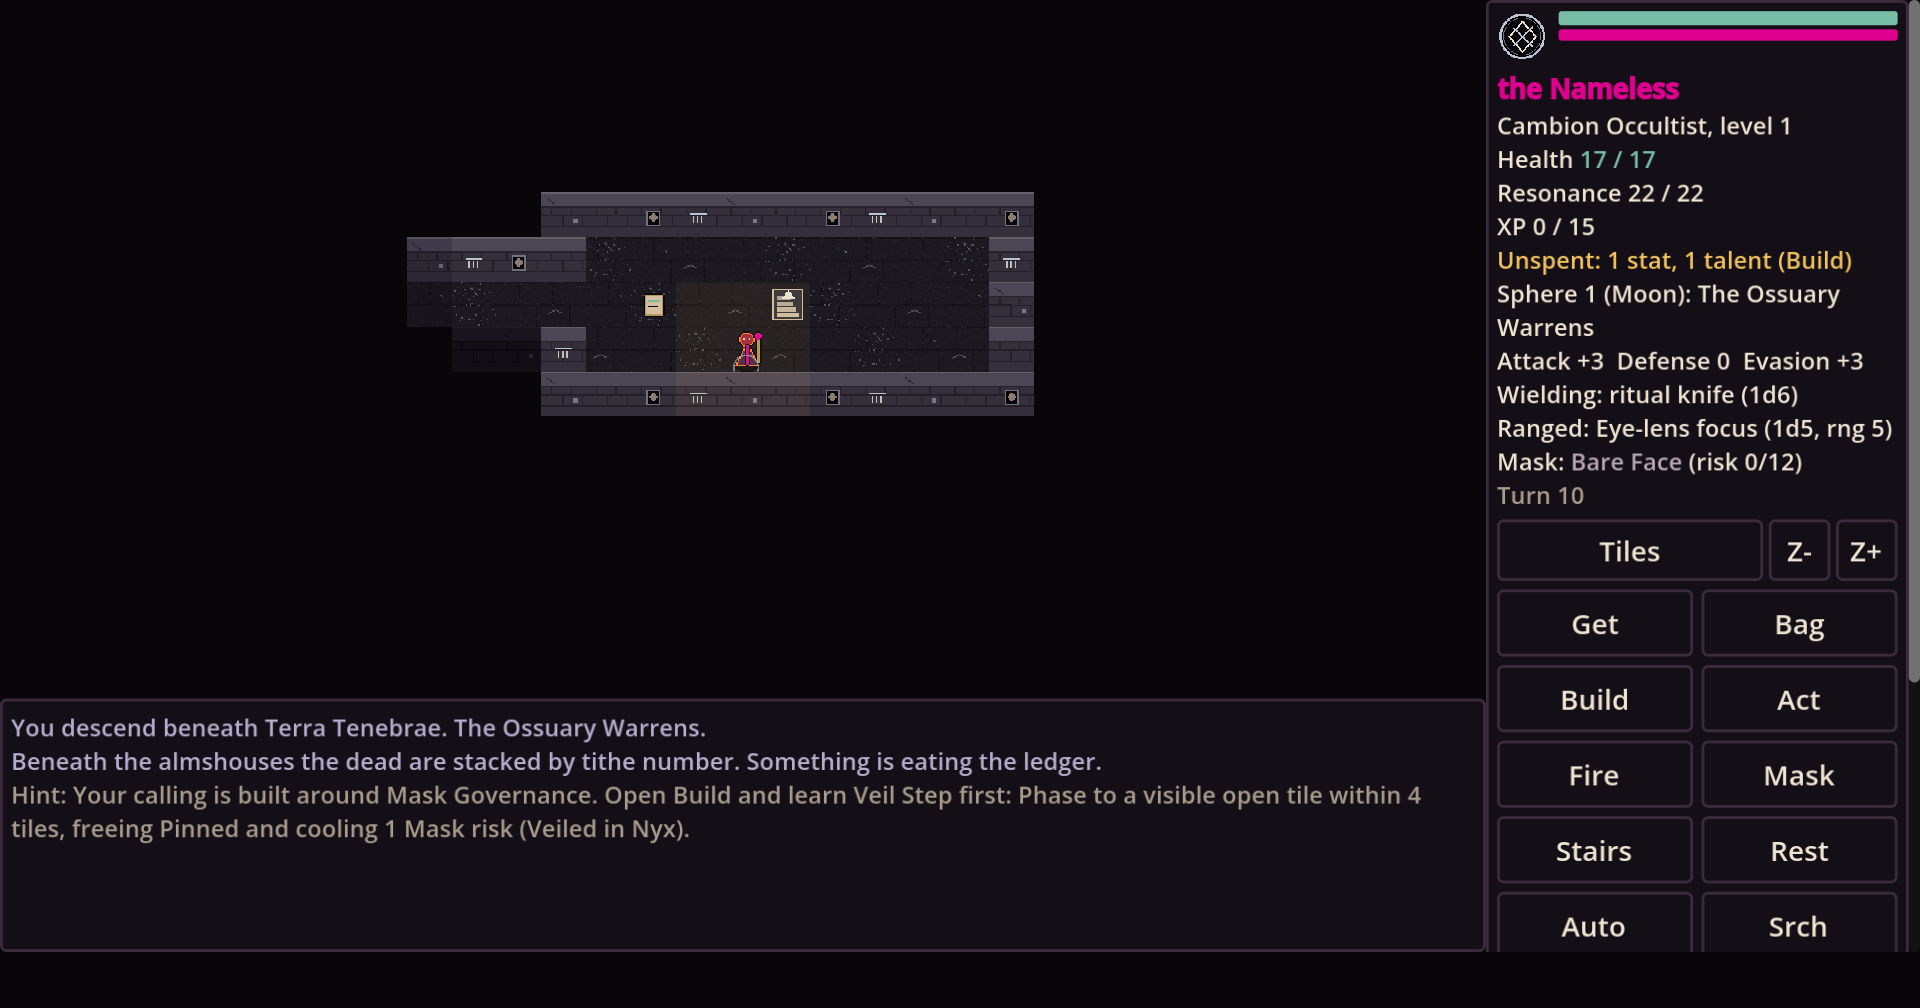 the Nameless
Cambion Occultist, level 1
Health 17 / 17
Resonance 22 / 22
XP 0 / 15
Unspent: 1 stat, 1 talent (Build)
Sphere 1 (Moon): The Ossuary
Warrens
Attack +3 Defense 0 Evasion +3
Wielding: ritual knife (1d6)
Ranged: Eye-lens focus (1d5, rng 5)
Mask: Bare Face (risk 0/12)
Turn 10
Tiles Z- Z+
Get Bag
Build Act
Fire Mask
Stairs Rest
Auto Srch
You descend beneath Terra Tenebrae. The Ossuary Warrens.
Beneath the almshouses the dead are stacked by tithe number. Something is eating the ledger.
Hint: Your calling is built around Mask Governance. Open Build and learn Veil Step first: Phase to a visible open tile within 4
tiles, freeing Pinned and cooling 1 Mask risk (Veiled in Nyx).